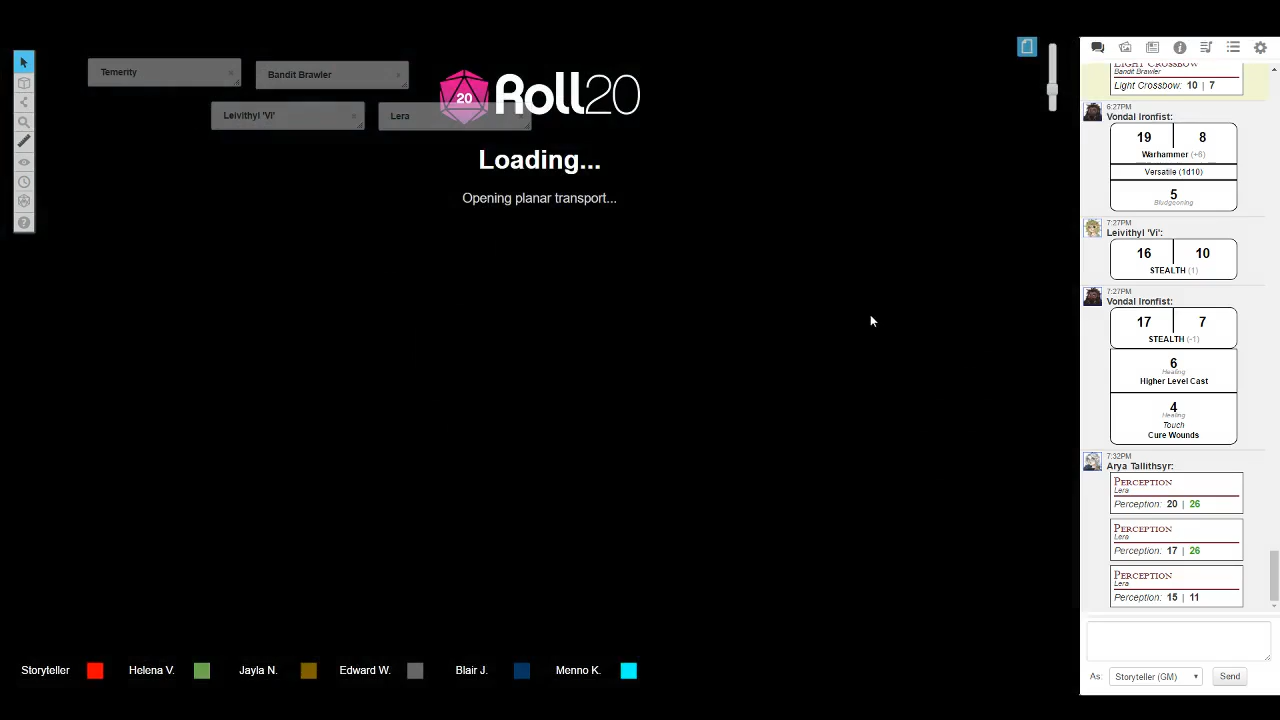 Temerity
×
Bandit Brawler
×
Leivithyl 'Vi'
×
Lera
×
20
Roll20
Loading...
Opening planar transport...
LIGHT CROSSBOW
Bandit Brawler
Light Crossbow: 10 | 7
6:27PM
Vondal Ironfist:
19 8
Warhammer (+6)
Versatile (1d10)
5
Bludgeoning
7:27PM
Leivithyl 'Vi':
16 10
STEALTH (1)
7:27PM
Vondal Ironfist:
17 7
STEALTH (-1)
6
Healing
Higher Level Cast
4
Healing
Touch
Cure Wounds
7:32PM
Arya Tallithsyr:
PERCEPTION
Lera
Perception: 20 | 26
PERCEPTION
Lera
Perception: 17 | 26
PERCEPTION
Lera
Perception: 15 | 11
As: Storyteller (GM) Send
Storyteller Helena V. Jayla N. Edward W. Blair J. Menno K.